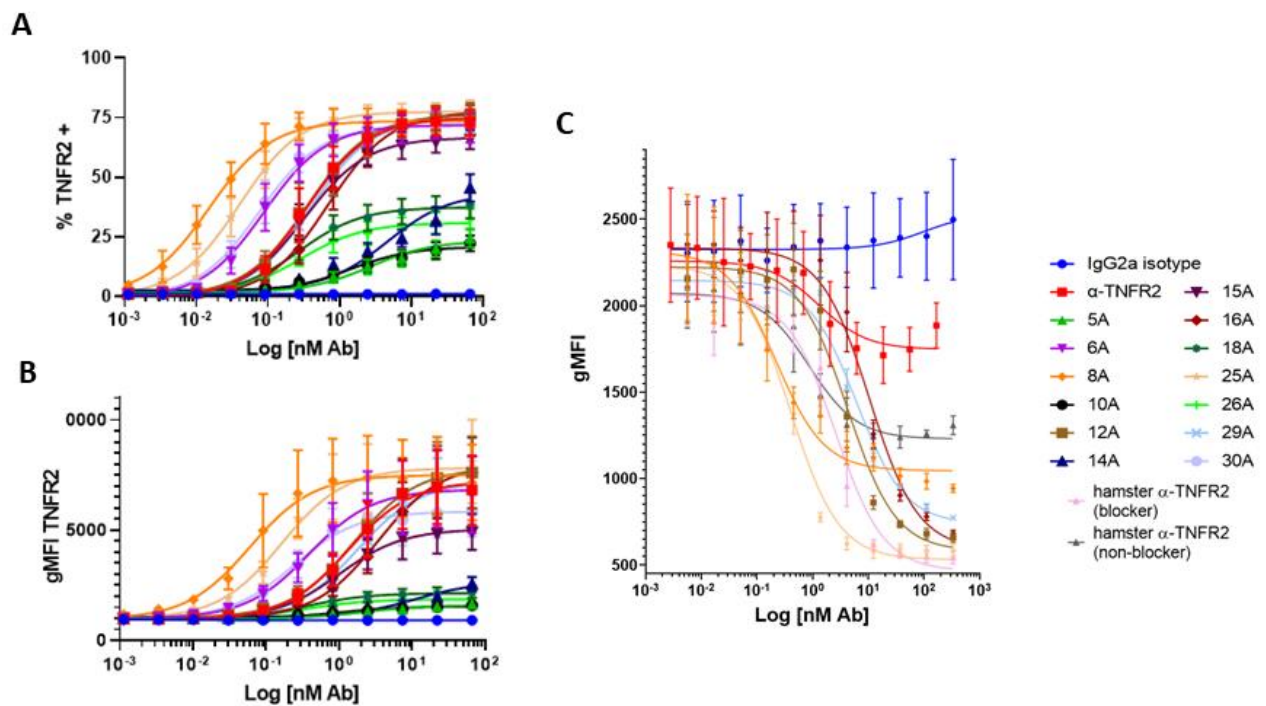 A
100
75
50
25
0
% TNFR2 +
10-3 10-2 10-1 100 101 102
Log [nM Ab]
B
0000
5000
0
gMFI TNFR2
10-3 10-2 10-1 100 101 102
Log [nM Ab]
C
2500
2000
1500
1000
500
gMFI
10-3 10-2 10-1 100 101 102 103
Log [nM Ab]
IgG2a isotype
α-TNFR2
5A
6A
8A
10A
12A
14A
hamster α-TNFR2
(blocker)
hamster α-TNFR2
(non-blocker)
15A
16A
18A
25A
26A
29A
30A